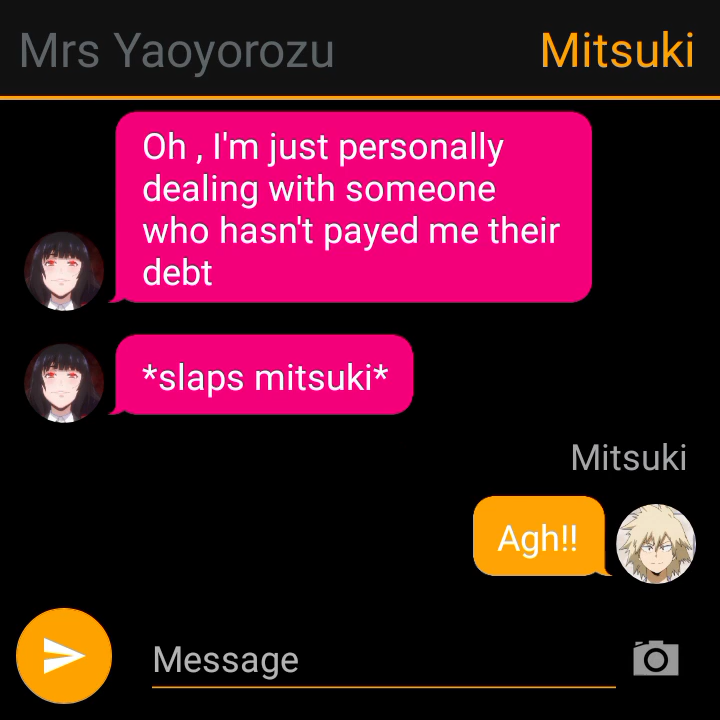 Mrs Yaoyorozu
Mitsuki
Oh , I'm just personally
dealing with someone
who hasn't payed me their
debt
*slaps mitsuki*
Mitsuki
Agh!!
Message